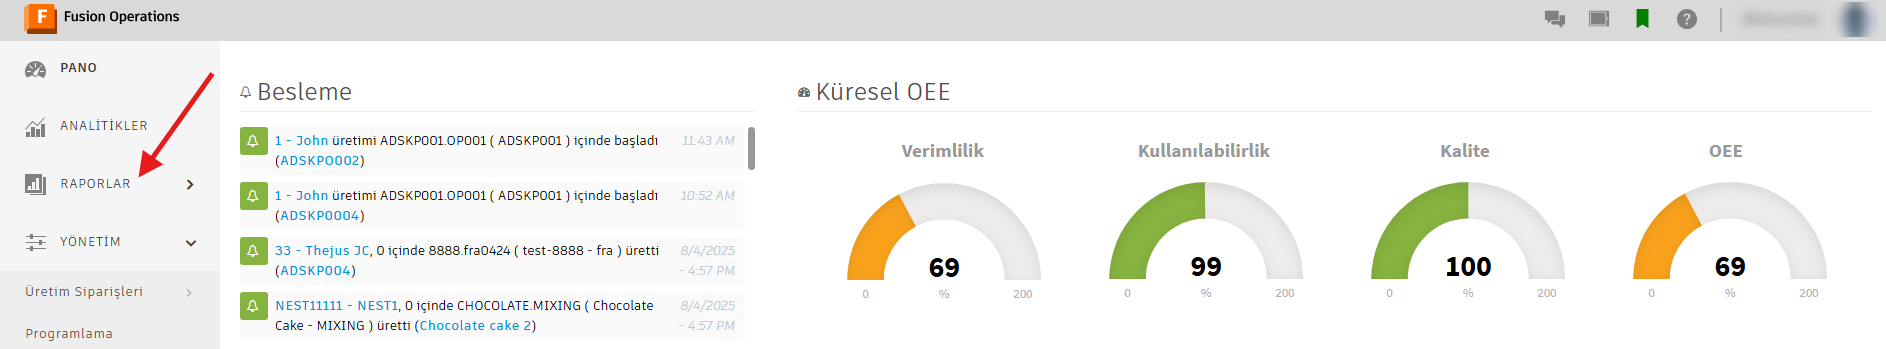 F Fusion Operations
PANO
ANALİTİKLER
RAPORLAR
YÖNETİM
Üretim Siparişleri
Programlama
Besleme
1 - John üretimi ADSKP001.OP001 ( ADSKP001 ) içinde başladı
(ADSKPO002)
11:43 AM
1 - John üretimi ADSKP001.OP001 ( ADSKP001 ) içinde başladı
(ADSKP0004)
10:52 AM
33 - Thejus JC, 0 içinde 8888.fra0424 ( test-8888 - fra ) üretti
(ADSKP004)
8/4/2025
- 4:57 PM
NEST11111 - NEST1, 0 içinde CHOCOLATE.MIXING ( Chocolate
Cake - MIXING ) üretti (Chocolate cake 2)
8/4/2025
- 4:57 PM
Küresel OEE
Verimlilik
69
0 % 200
Kullanılabilirlik
99
0 % 200
Kalite
100
0 % 200
OEE
69
0 % 200